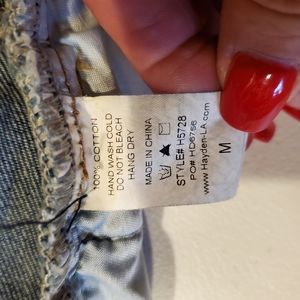 100% COTTON
HAND WASH COLD
DO NOT BLEACH
HANG DRY
MADE IN CHINA
STYLE# H5728
PO# HD6756
www.Hayden-LA.com
M